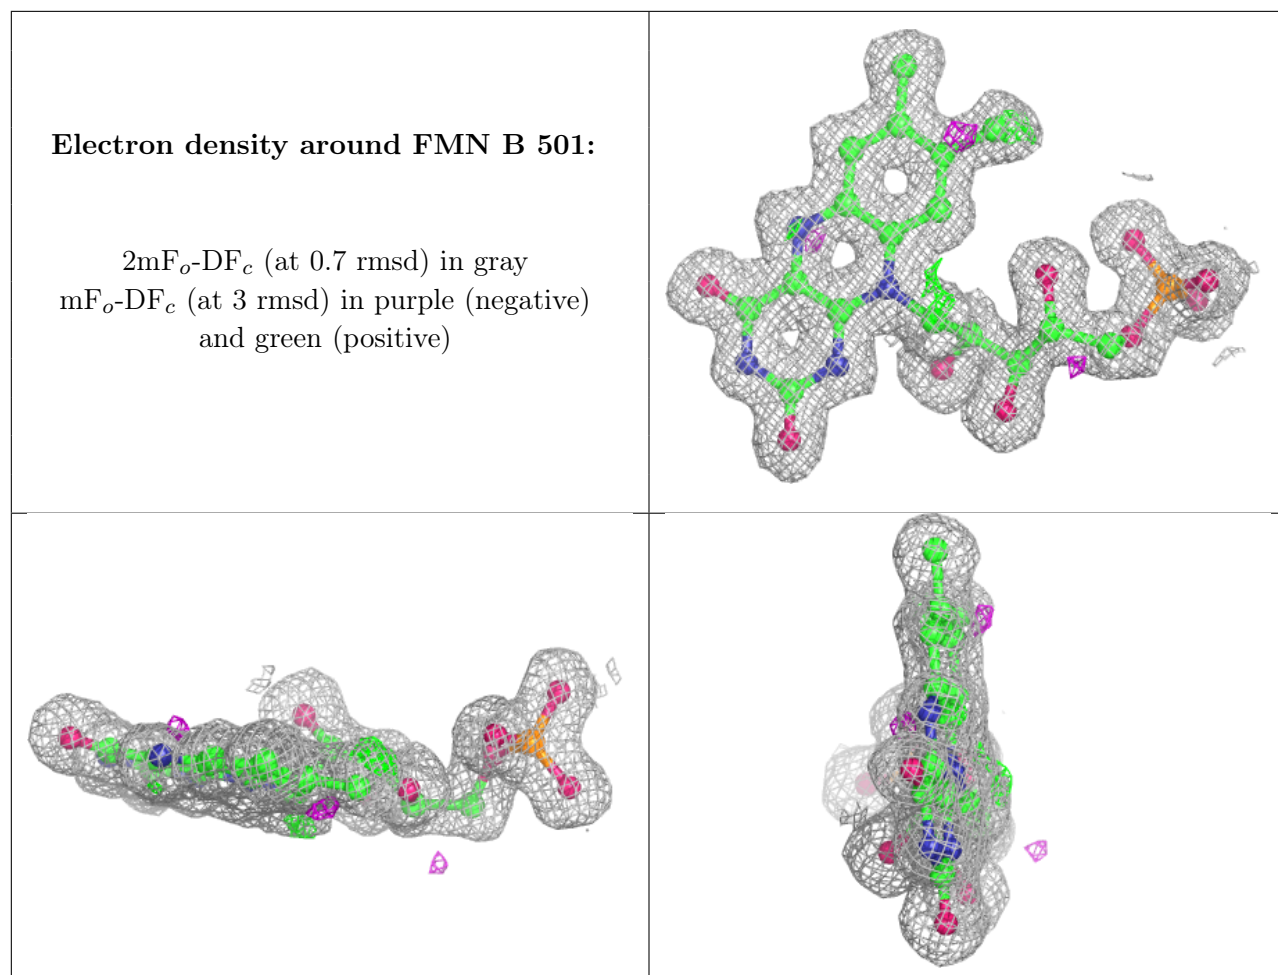 Electron density around FMN B 501:
2mFo-DFc (at 0.7 rmsd) in gray
mFo-DFc (at 3 rmsd) in purple (negative)
and green (positive)